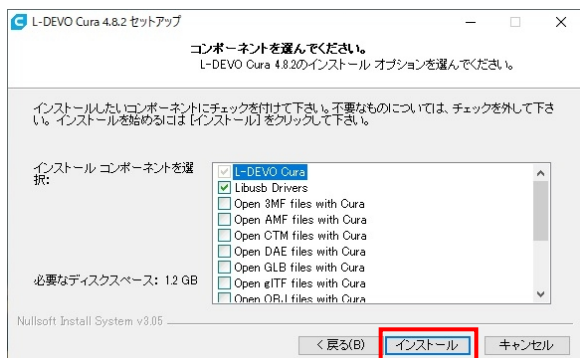 L-DEVO Cura 4.8.2 セットアップ
コンポーネントを選んでください。
L-DEVO Cura 4.8.2のインストール オプションを選んでください。
インストールしたいコンポーネントにチェックを付けて下さい。不要なものについては、チェックを外して下さ
い。インストールを始めるには [インストール] をクリックして下さい。
インストール コンポーネントを選
択:
L-DEVO Cura
Libusb Drivers
Open 3MF files with Cura
Open AMF files with Cura
Open CTM files with Cura
Open DAE files with Cura
Open GLB files with Cura
Open glTF files with Cura
Open OBJ files with Cura
必要なディスクスペース: 1.2 GB
Nullsoft Install System v3.05
< 戻る(B)
インストール
キャンセル